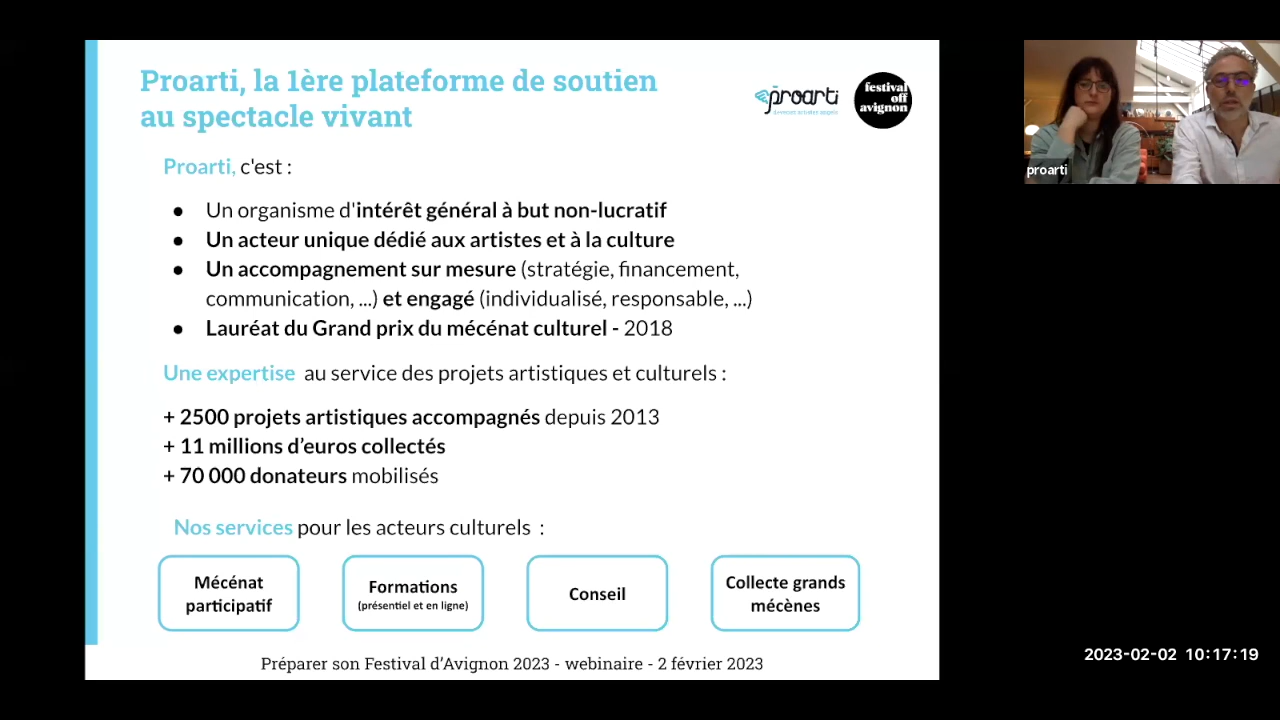 Proarti, la 1ère plateforme de soutien
au spectacle vivant
proarti
festival
off
avignon
Proarti, c'est :
● Un organisme d'intérêt général à but non-lucratif
● Un acteur unique dédié aux artistes et à la culture
● Un accompagnement sur mesure (stratégie, financement,
communication, ...) et engagé (individualisé, responsable, ...)
● Lauréat du Grand prix du mécénat culturel - 2018
Une expertise au service des projets artistiques et culturels :
+ 2500 projets artistiques accompagnés depuis 2013
+ 11 millions d’euros collectés
+ 70 000 donateurs mobilisés
Nos services pour les acteurs culturels :
Mécénat
participatif
Formations
(présentiel et en ligne)
Conseil
Collecte grands
mécènes
Préparer son Festival d’Avignon 2023 - webinaire - 2 février 2023
proarti
2023-02-02 10:17:19